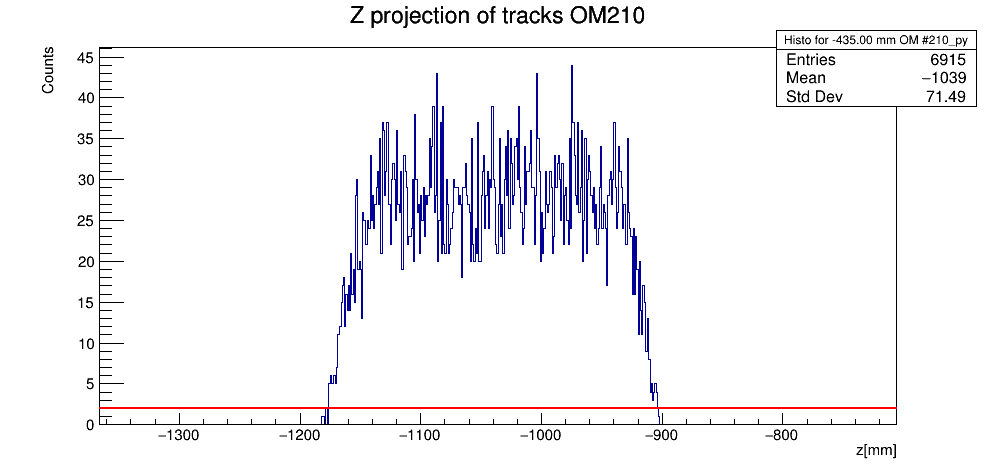 Z projection of tracks OM210
Histo for -435.00 mm OM #210_py
Entries 6915
Mean −1039
Std Dev 71.49
Counts
45
40
35
30
25
20
15
10
5
0
−1300 −1200 −1100 −1000 −900 −800
z[mm]